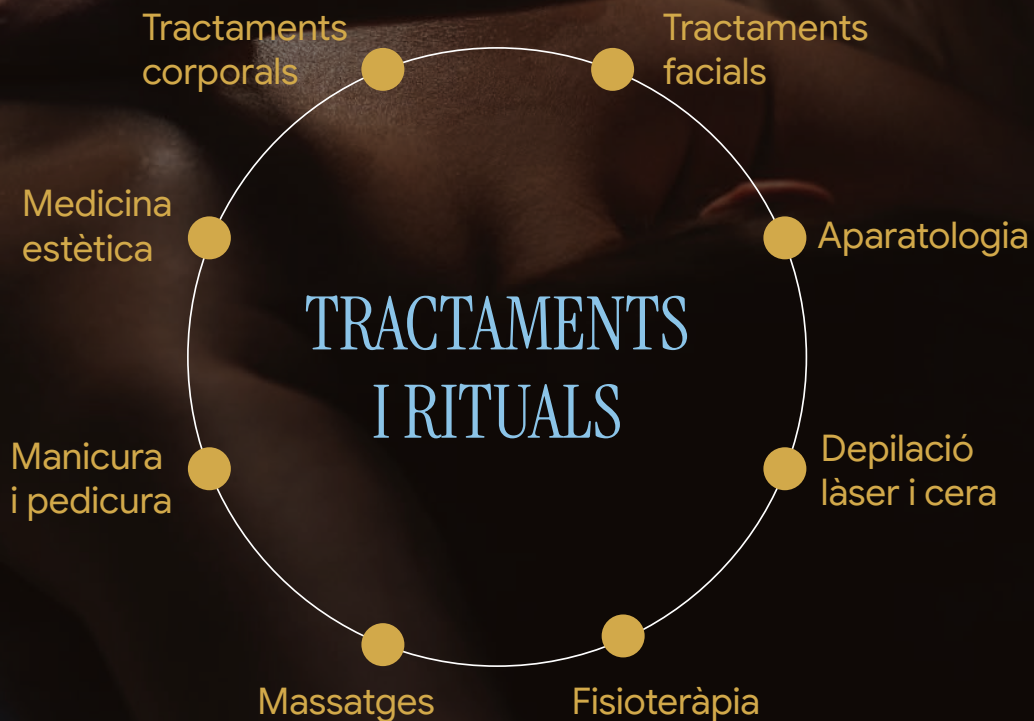 Tractaments
corporals
Tractaments
facials
Medicina
estètica
Aparatologia
TRACTAMENTS
I RITUALS
Manicura
i pedicura
Depilació
làser i cera
Massatges
Fisioteràpia